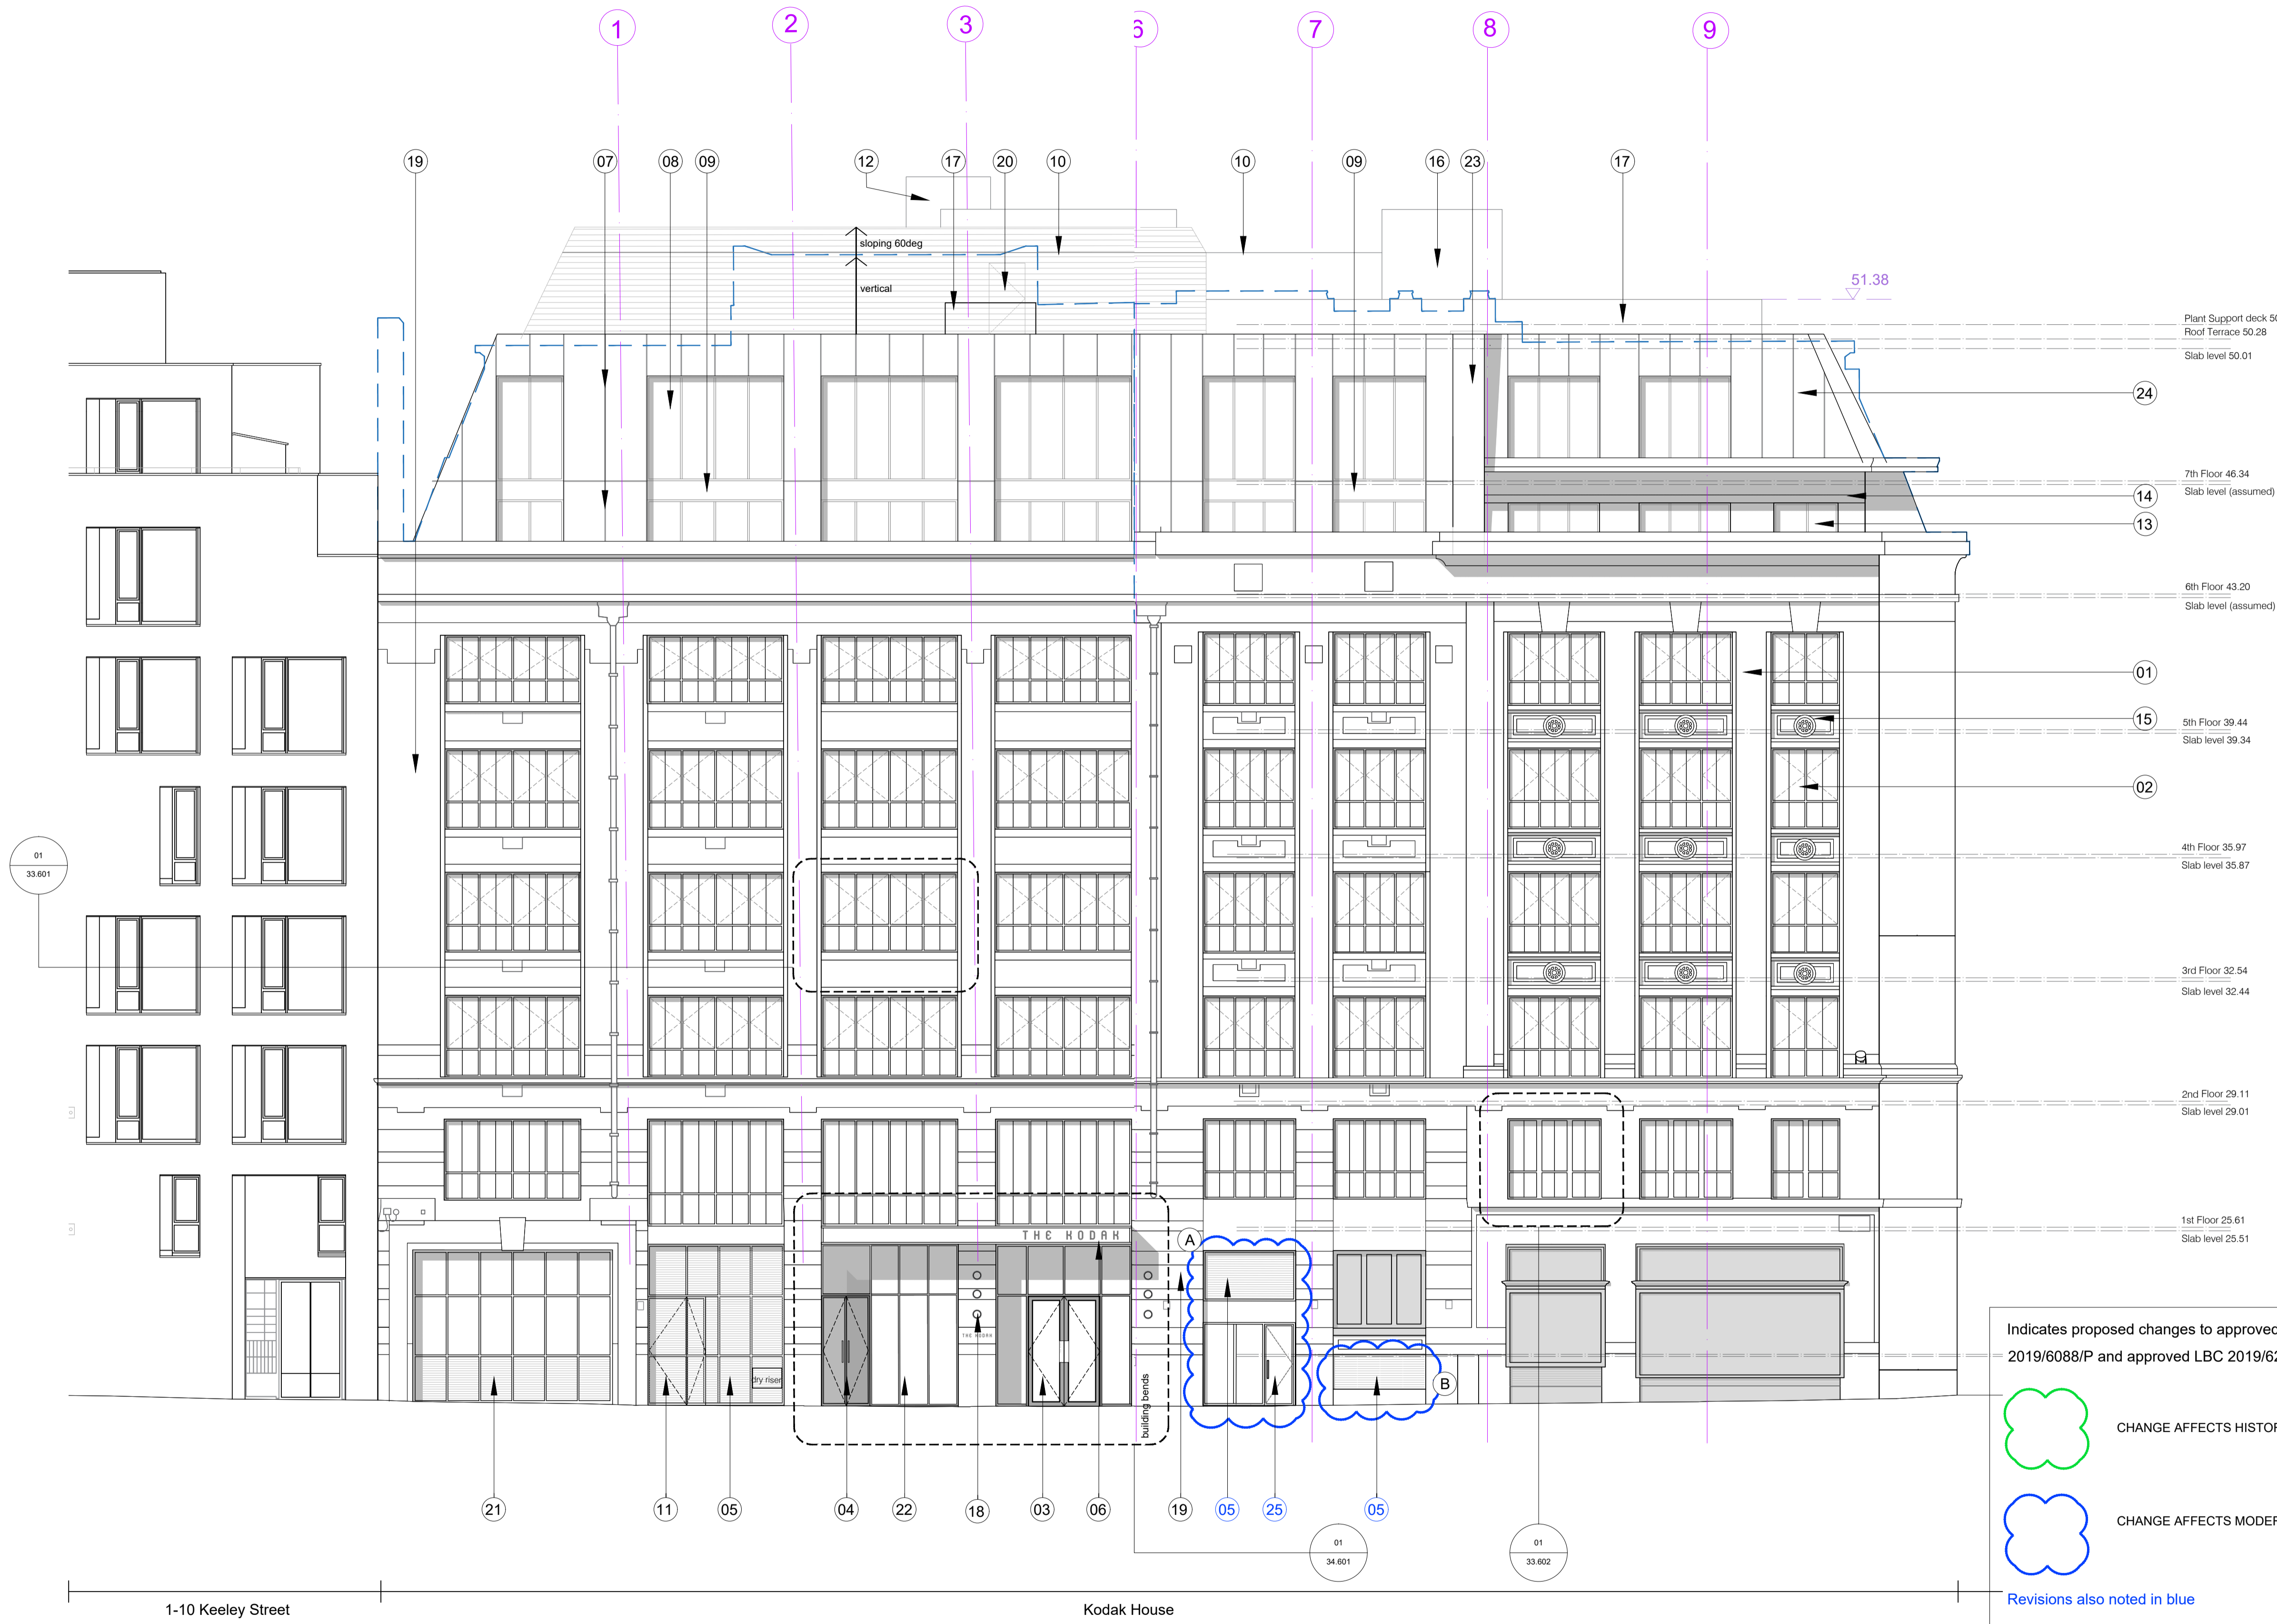 1
2
3
6
7
8
9
19
07
08
09
12
17
20
10
10
09
16
23
17
sloping 60deg
vertical
51.38
Plant Support deck 50
Roof Terrace 50.28
Slab level 50.01
24
7th Floor 46.34
Slab level (assumed)
14
13
6th Floor 43.20
Slab level (assumed)
01
15
5th Floor 39.44
Slab level 39.34
02
01
33.601
4th Floor 35.97
Slab level 35.87
3rd Floor 32.54
Slab level 32.44
2nd Floor 29.11
Slab level 29.01
1st Floor 25.61
Slab level 25.51
THE KODAK
A
THE KODAK
dry riser
building bends
B
Indicates proposed changes to approved
2019/6088/P and approved LBC 2019/62
CHANGE AFFECTS HISTOR
CHANGE AFFECTS MODER
Revisions also noted in blue
21
11
05
04
22
18
03
06
19
05
25
05
01
34.601
01
33.602
1-10 Keeley Street
Kodak House